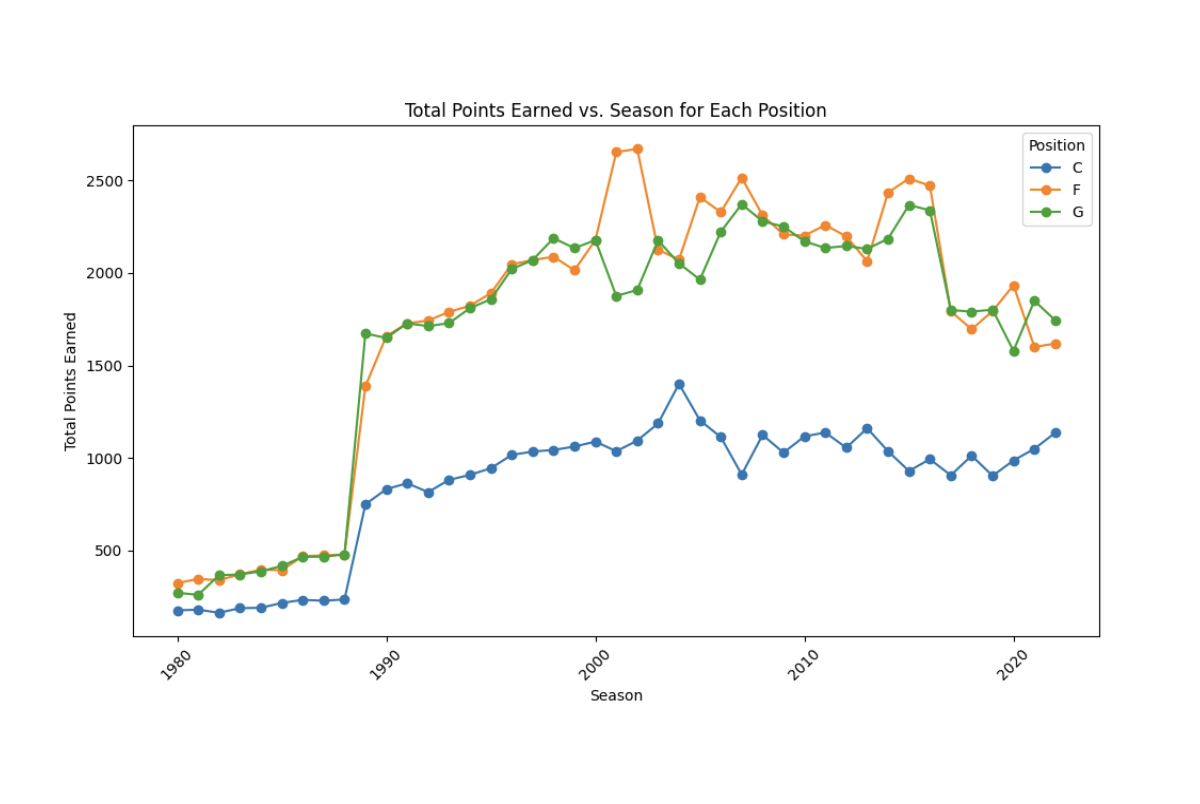 Total Points Earned vs. Season for Each Position
Position
C
F
G
Total Points Earned
2500
2000
1500
1000
500
1980
1990
2000
2010
2020
Season